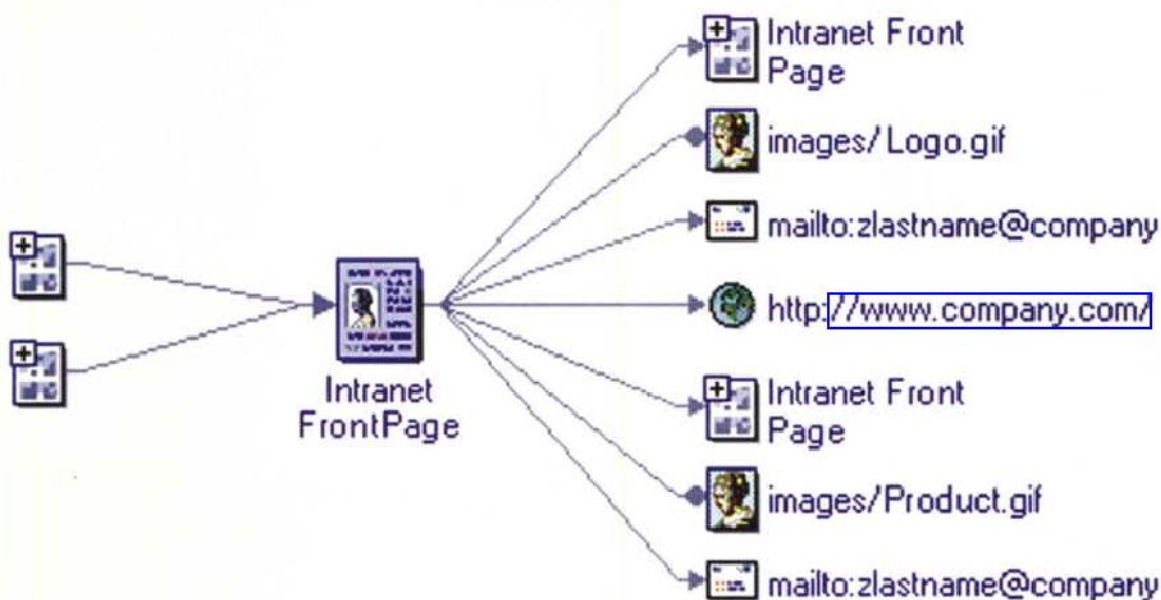 Intranet Front
Page
images/Logo.gif
mailto:zlastname@company
http://www.company.com/
Intranet
FrontPage
Intranet Front
Page
images/Product.gif
mailto:zlastname@company